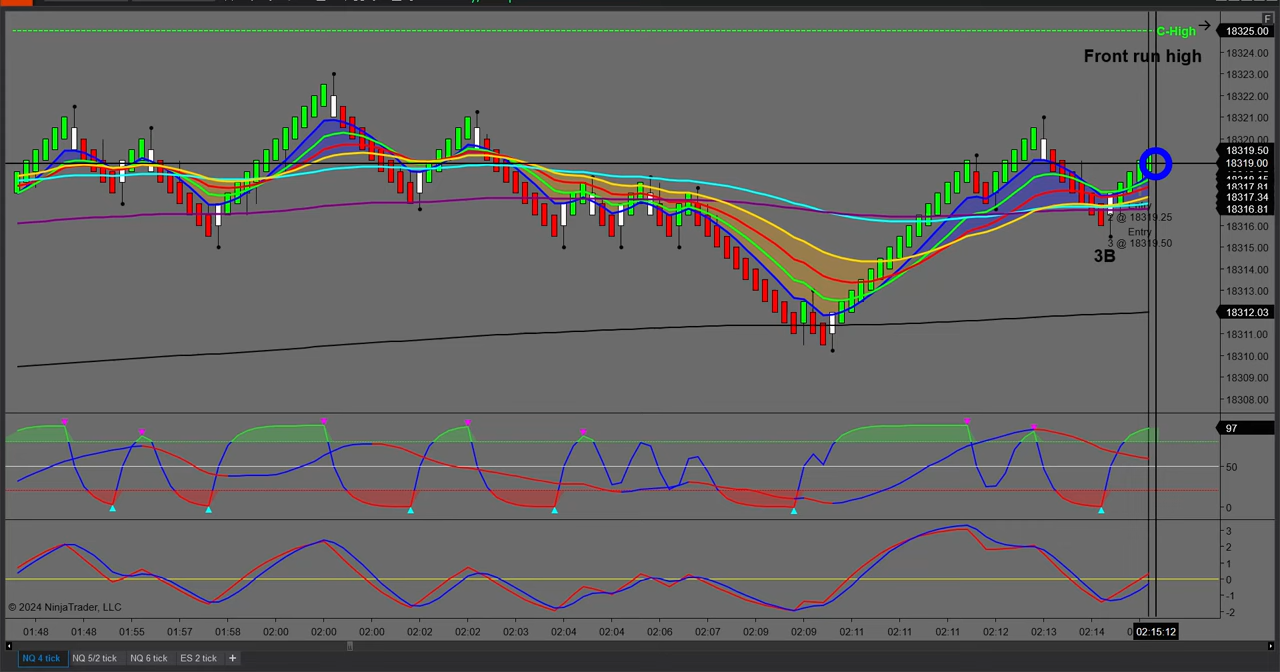 F
C-High
18325.00
Front run high
18324.00
18323.00
18322.00
18321.00
18319.50
18319.00
18317.81
18317.34
18316.81
Entry
2 @ 18319.25
18316.00
Entry
3 @ 18319.50
18315.00
3B
18314.00
18313.00
18312.03
18311.00
18310.00
18309.00
18308.00
97
50
0
3
2
1
0
-1
-2
© 2024 NinjaTrader, LLC
01:48 01:48 01:55 01:57 01:58 02:00 02:00 02:00 02:02 02:02 02:03 02:04 02:04 02:06 02:07 02:09 02:09 02:11 02:11 02:11 02:12 02:13 02:14 02:15:12
NQ 4 tick NQ 5/2 tick NQ 6 tick ES 2 tick +